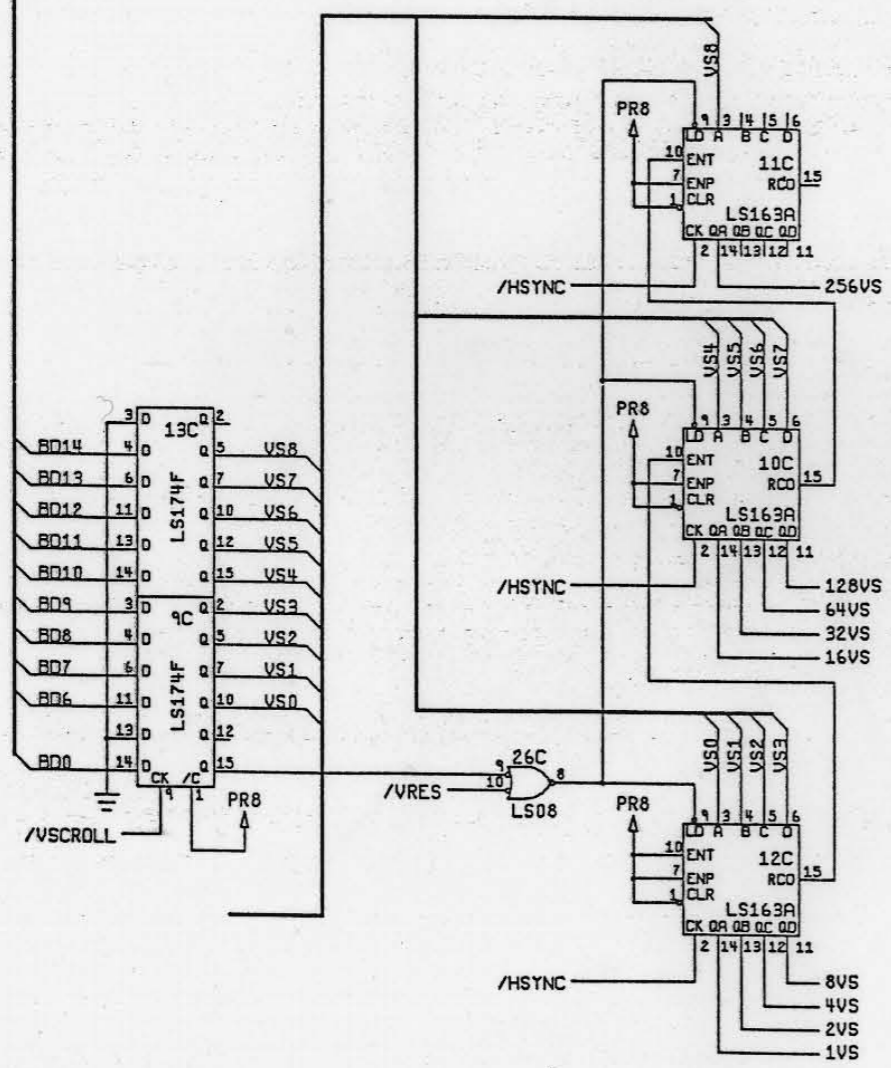 VS8
PR8
9 3 4 5 6
LD A B C D
10 ENT 11C
7 ENP RCO 15
1 CLR
LS163A
CK QA QB QC QD
2 14 13 12 11
/HSYNC
256VS
VS4 VS5 VS6 VS7
PR8
9 3 4 5 6
LD A B C D
10 ENT 10C
7 ENP RCO 15
1 CLR
LS163A
CK QA QB QC QD
2 14 13 12 11
/HSYNC
128VS
64VS
32VS
16VS
3 D 13C Q 2
BD14 4 D Q 5 VS8
BD13 6 D Q 7 VS7
BD12 11 D Q 10 VS6
BD11 13 D Q 12 VS5
BD10 14 D Q 15 VS4
LS174F
BD9 3 D 9C Q 2 VS3
BD8 4 D Q 5 VS2
BD7 6 D Q 7 VS1
BD6 11 D Q 10 VS0
13 D Q 12
BD0 14 D Q 15
LS174F
CK /C
9 1
PR8
/VSCROLL
26C
9
10 8
/VRES
LS08
VS0 VS1 VS2 VS3
PR8
9 3 4 5 6
LD A B C D
10 ENT 12C
7 ENP RCO 15
1 CLR
LS163A
CK QA QB QC QD
2 14 13 12 11
/HSYNC
8VS
4VS
2VS
1VS